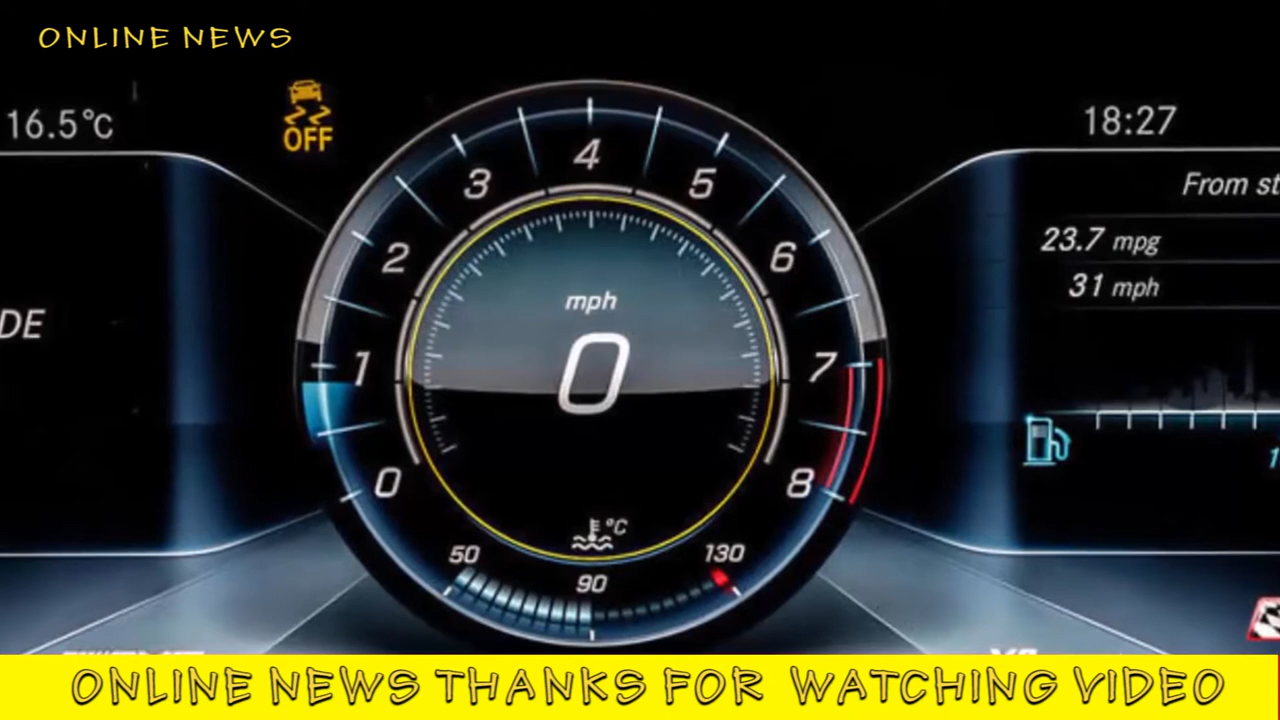 ONLINE NEWS
16.5°C
OFF
18:27
From st
23.7 mpg
31 mph
DE
0
1
2
3
4
5
6
7
8
mph
0
°C
50
90
130
1
ONLINE NEWS THANKS FOR WATCHING VIDEO